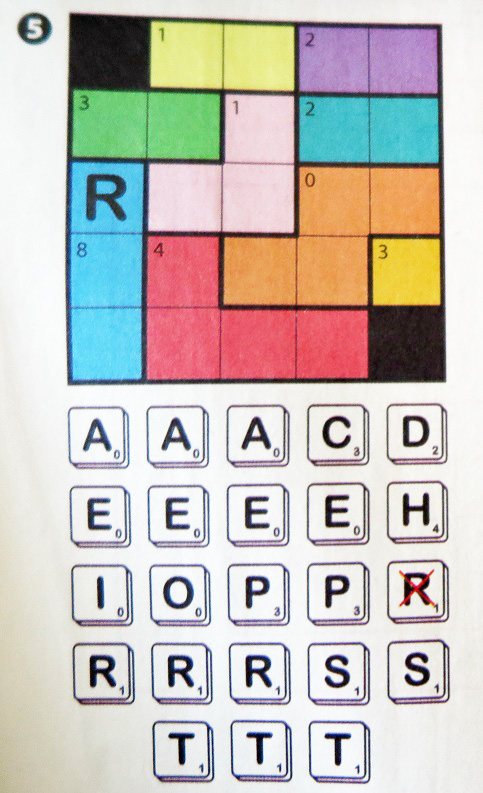 5
1 2
3 1 2
R 0
8 4 3
A0 A0 A0 C3 D2
E0 E0 E0 E0 H4
I0 O0 P3 P3 R1
R1 R1 R1 S1 S1
T1 T1 T1